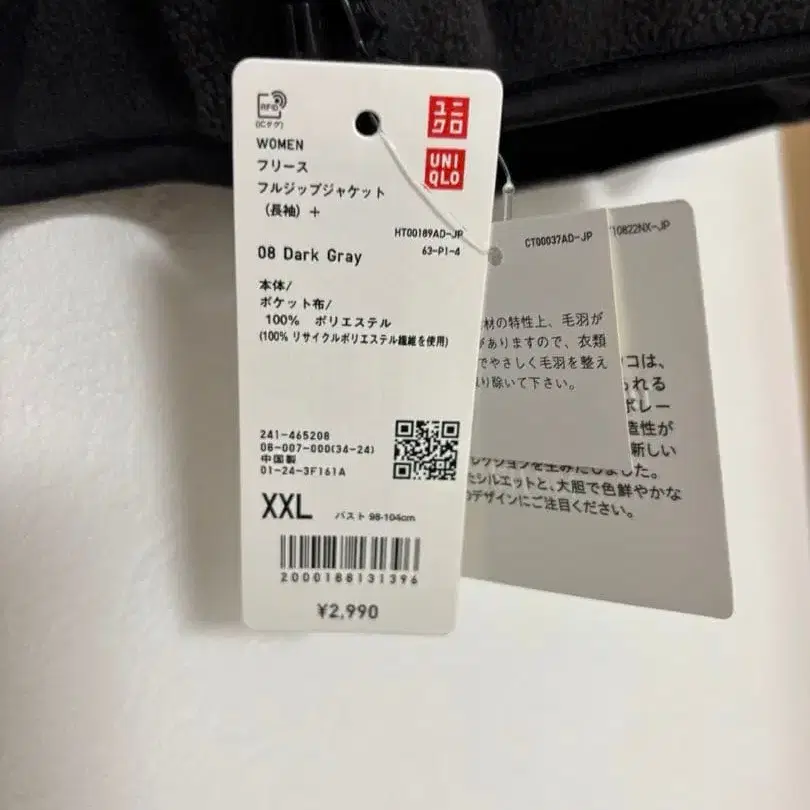 RFID
(ICタグ)
ユニ
クロ
UNI
QLO
WOMEN
フリース
フルジップジャケット
(長袖) +
HT00189AD-JP
63-P1-4
08 Dark Gray
本体/
ポケット布/
100% ポリエステル
(100% リサイクルポリエステル繊維を使用)
241-465208
08-007-000(34-24)
中国製
01-24-3F161A
XXL バスト 98-104cm
2000188131396
¥2,990
CT00037AD-JP
材の特性上、毛羽が
がありますので、衣類
でやさしく毛羽を整え
り除いて下さい。
10822NX-JP
コは、
れる
ボレー
造性が
新しい
レクションを生みだしました。
たシルエットと、大胆で色鮮やかな
デザインにご注目ください。